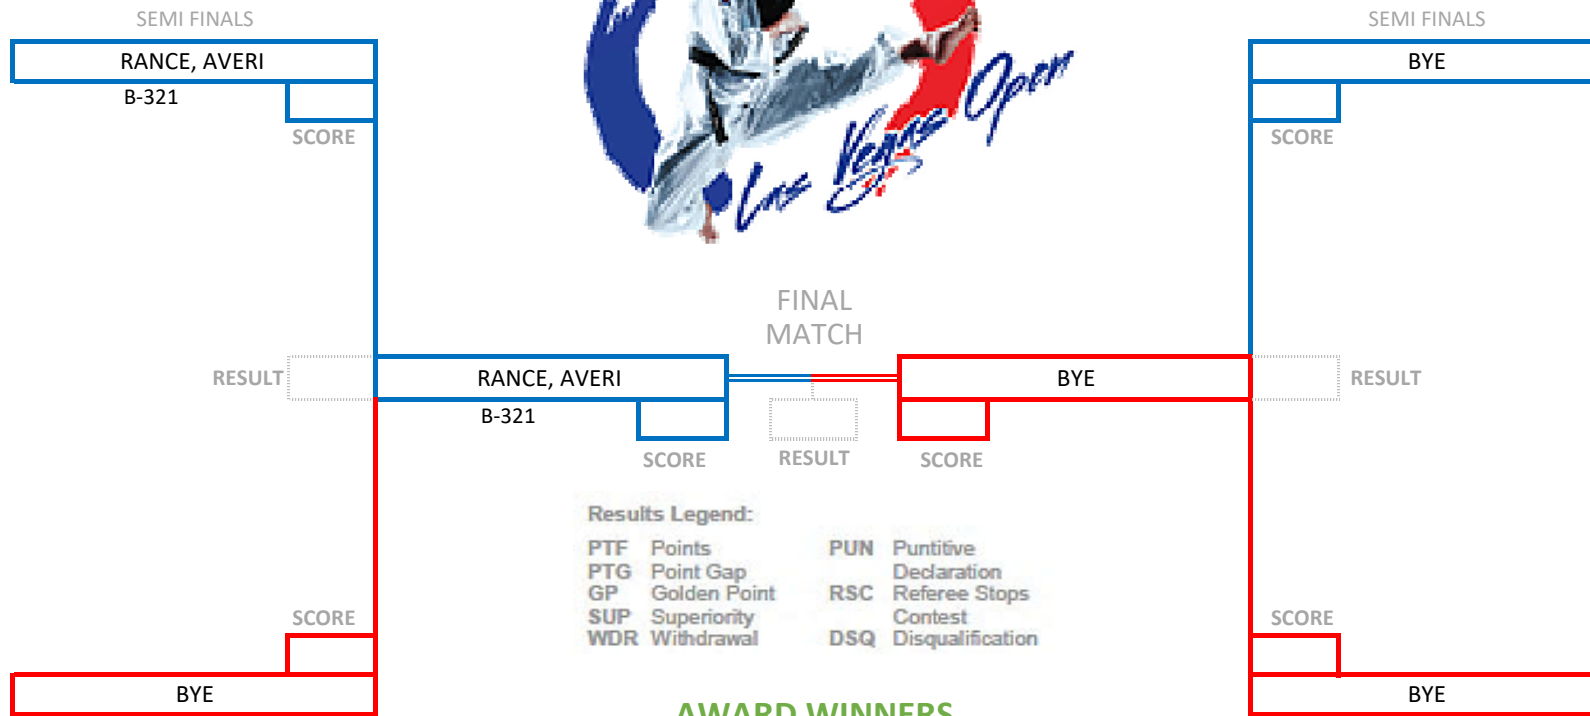 SEMI FINALS
SEMI FINALS
RANCE, AVERI
BYE
B-321
SCORE
SCORE
Las Vegas Open
FINAL
MATCH
RESULT
RANCE, AVERI
BYE
RESULT
B-321
SCORE
RESULT
SCORE
Results Legend:
PTF Points
PTG Point Gap
GP Golden Point
SUP Superiority
WDR Withdrawal
PUN Puntitive
Declaration
RSC Referee Stops
Contest
DSQ Disqualification
SCORE
SCORE
BYE
BYE
AWARD WINNERS